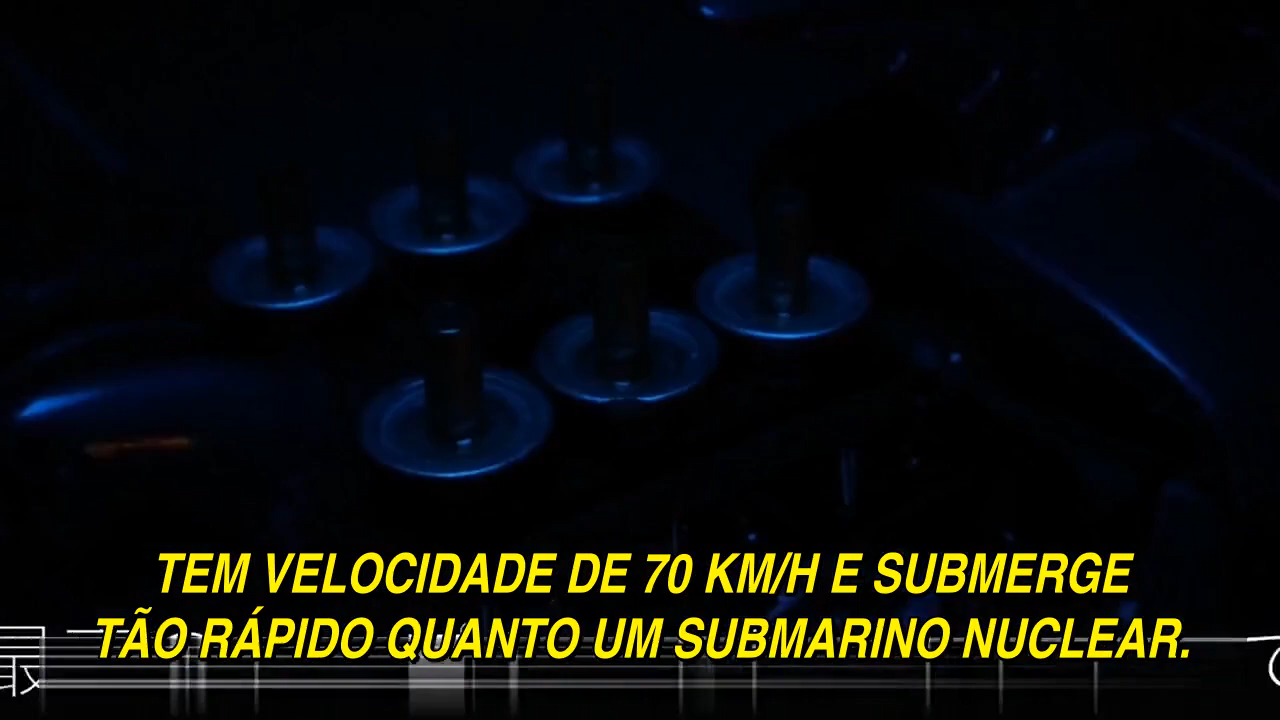 TEM VELOCIDADE DE 70 KM/H E SUBMERGE
TÃO RÁPIDO QUANTO UM SUBMARINO NUCLEAR.